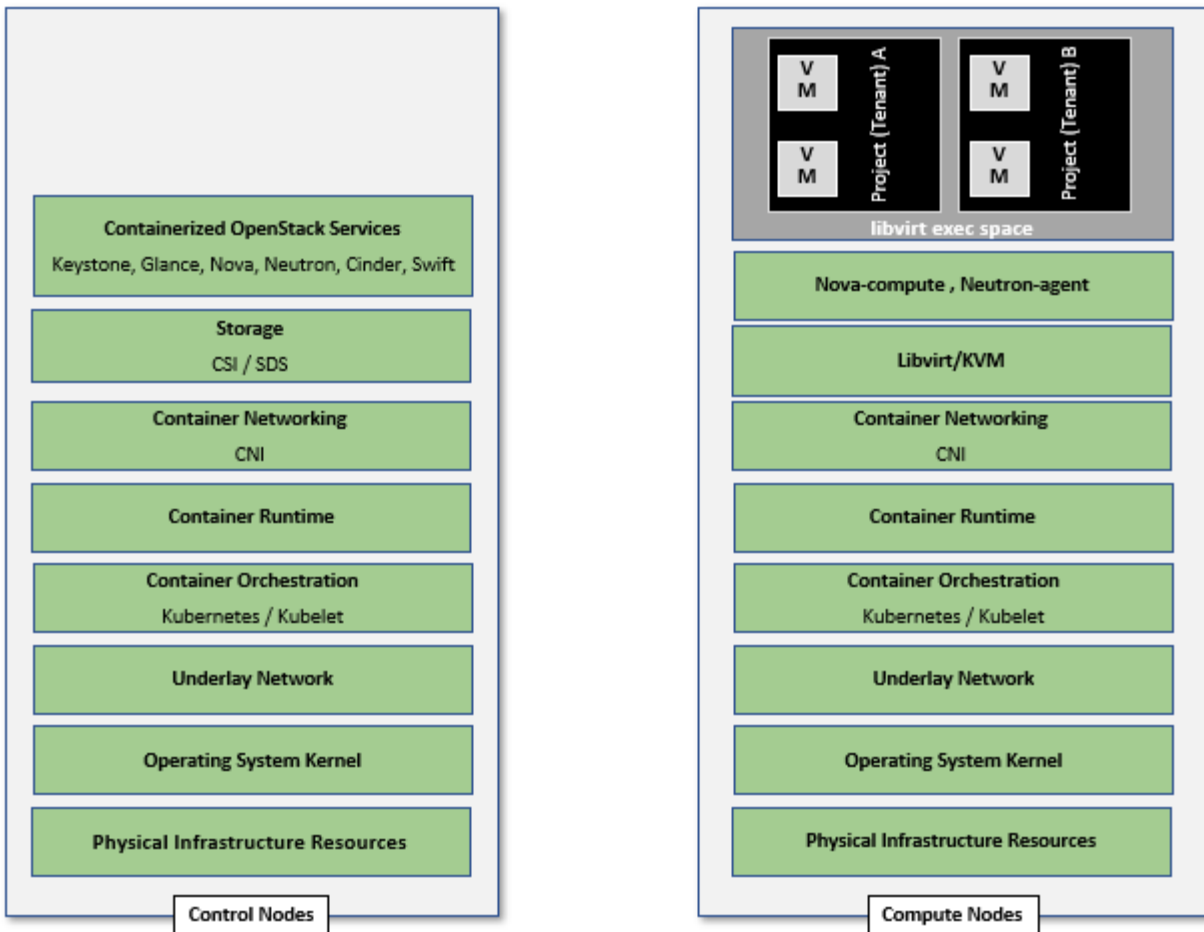 Containerized OpenStack Services
Keystone, Glance, Nova, Neutron, Cinder, Swift
Storage
CSI / SDS
Container Networking
CNI
Container Runtime
Container Orchestration
Kubernetes / Kubelet
Underlay Network
Operating System Kernel
Physical Infrastructure Resources
Control Nodes
V
M
V
M
Project (Tenant) A
V
M
V
M
Project (Tenant) B
libvirt exec space
Nova-compute , Neutron-agent
Libvirt/KVM
Container Networking
CNI
Container Runtime
Container Orchestration
Kubernetes / Kubelet
Underlay Network
Operating System Kernel
Physical Infrastructure Resources
Compute Nodes